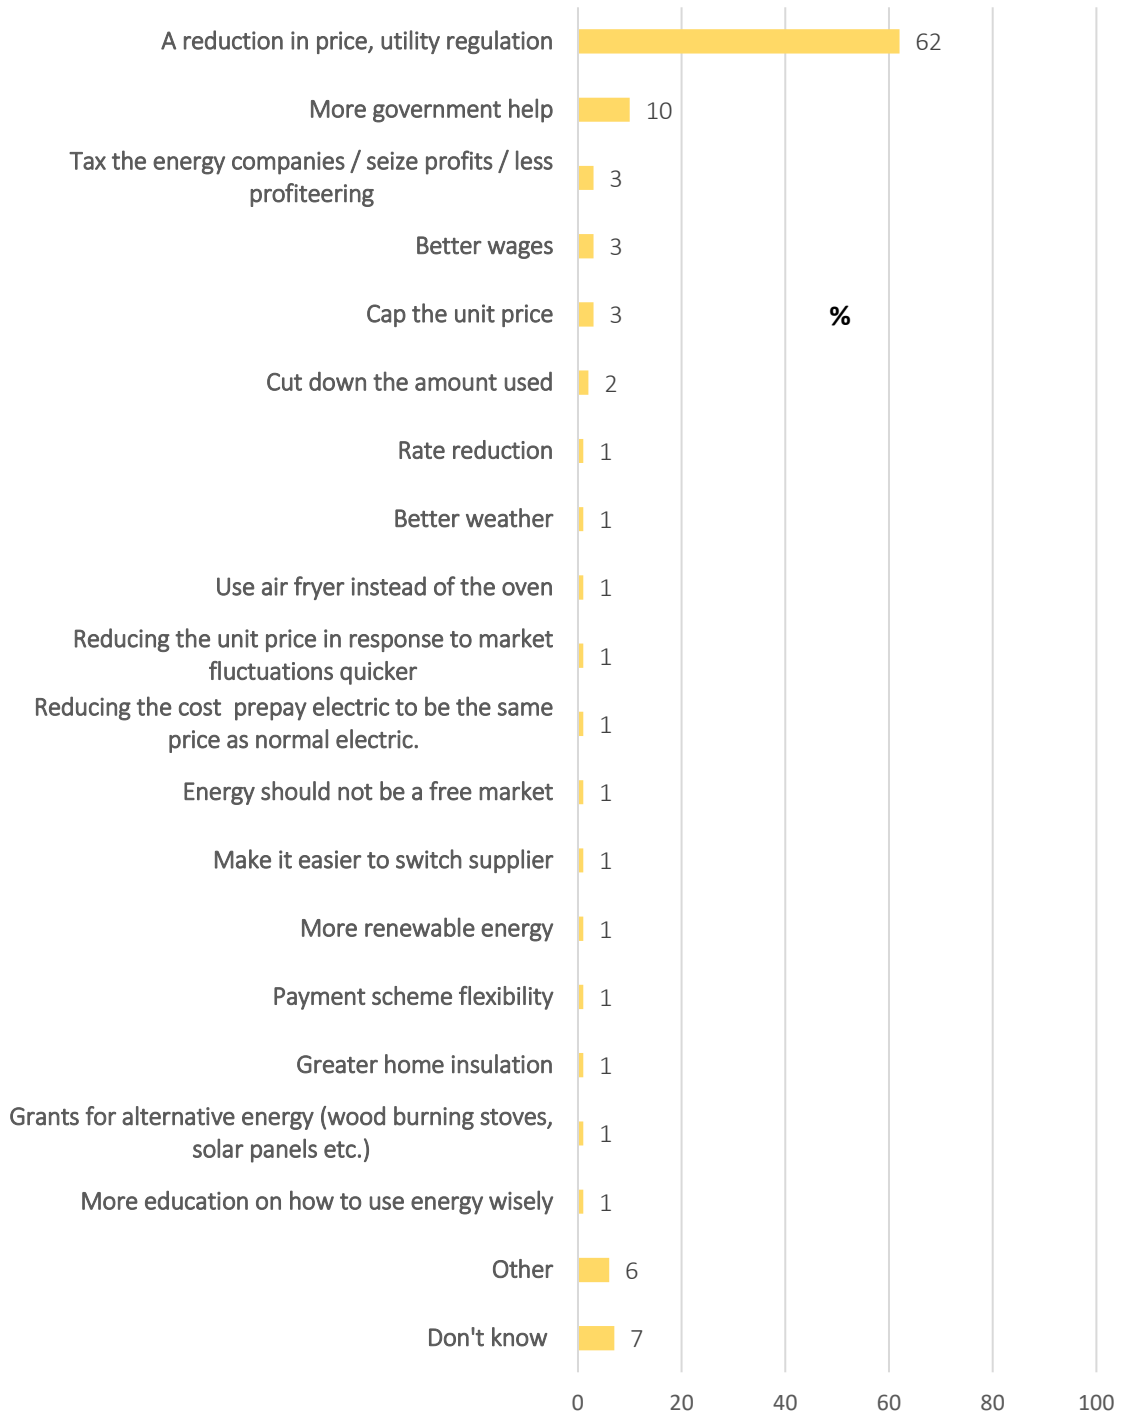 A reduction in price, utility regulation 62
More government help 10
Tax the energy companies / seize profits / less
profiteering 3
Better wages 3
Cap the unit price 3 %
Cut down the amount used 2
Rate reduction 1
Better weather 1
Use air fryer instead of the oven 1
Reducing the unit price in response to market
fluctuations quicker 1
Reducing the cost  prepay electric to be the same
price as normal electric. 1
Energy should not be a free market 1
Make it easier to switch supplier 1
More renewable energy 1
Payment scheme flexibility 1
Greater home insulation 1
Grants for alternative energy (wood burning stoves,
solar panels etc.) 1
More education on how to use energy wisely 1
Other 6
Don't know 7
0 20 40 60 80 100